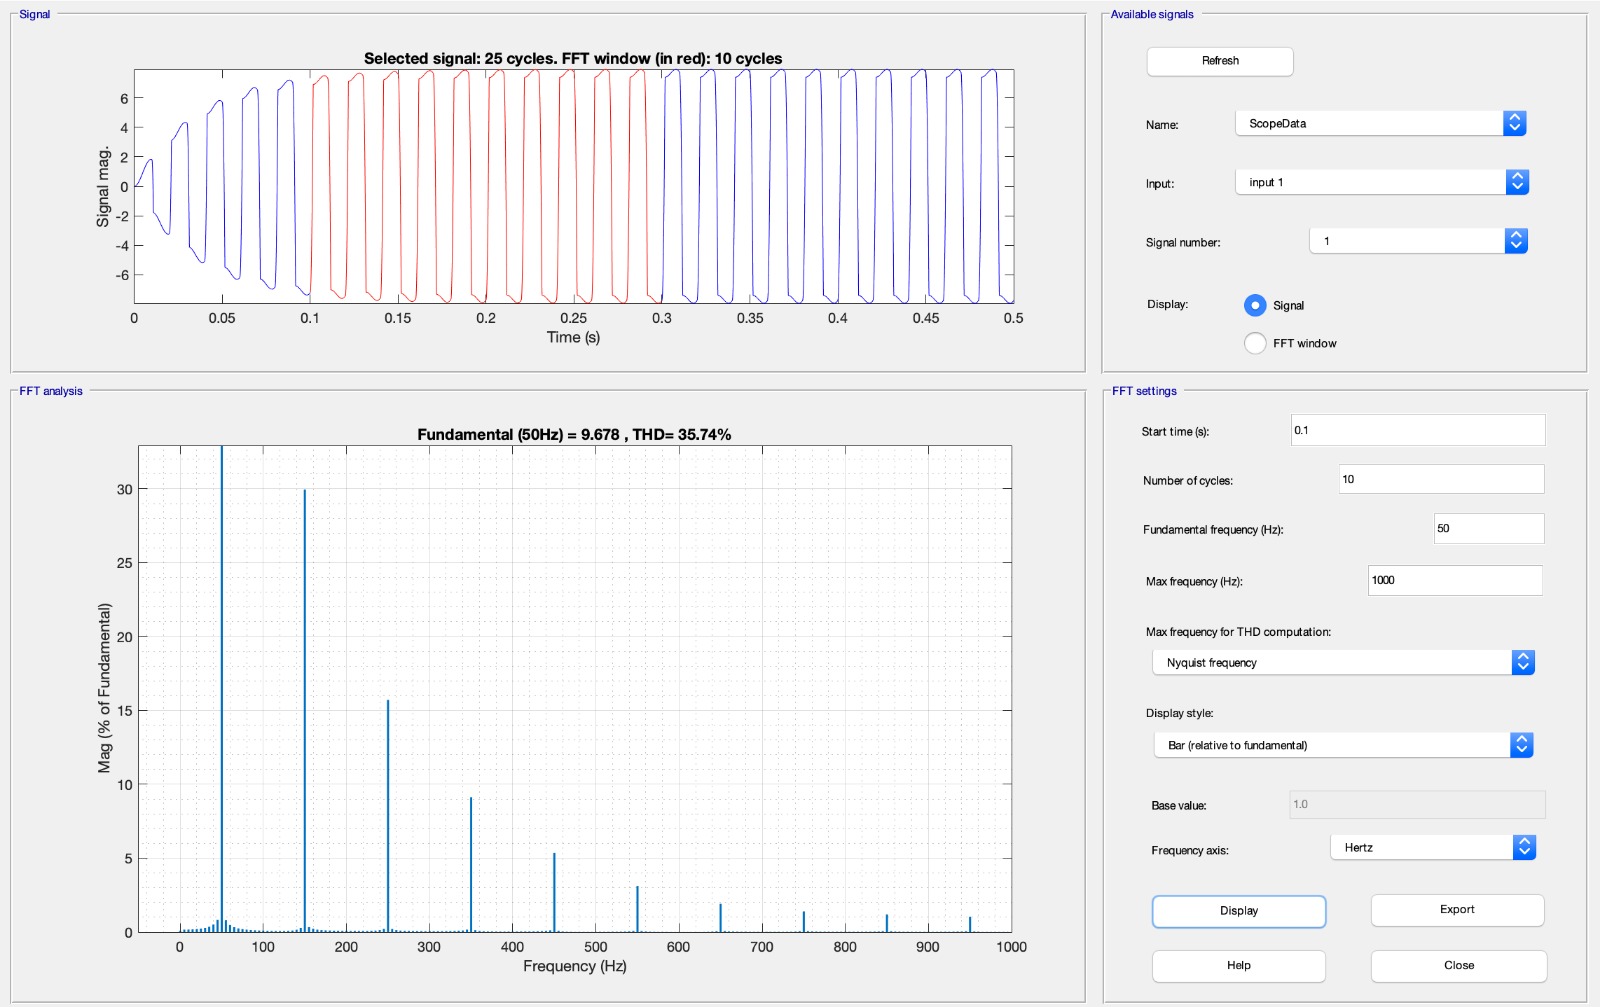 Signal
Selected signal: 25 cycles. FFT window (in red): 10 cycles
Signal mag.
6
4
2
0
-2
-4
-6
0 0.05 0.1 0.15 0.2 0.25 0.3 0.35 0.4 0.45 0.5
Time (s)
Available signals
Refresh
Name: ScopeData
Input: input 1
Signal number: 1
Display: Signal
FFT window
FFT analysis
Fundamental (50Hz) = 9.678 , THD= 35.74%
Mag (% of Fundamental)
30
25
20
15
10
5
0
0 100 200 300 400 500 600 700 800 900 1000
Frequency (Hz)
FFT settings
Start time (s): 0.1
Number of cycles: 10
Fundamental frequency (Hz): 50
Max frequency (Hz): 1000
Max frequency for THD computation:
Nyquist frequency
Display style:
Bar (relative to fundamental)
Base value: 1.0
Frequency axis: Hertz
Display Export
Help Close